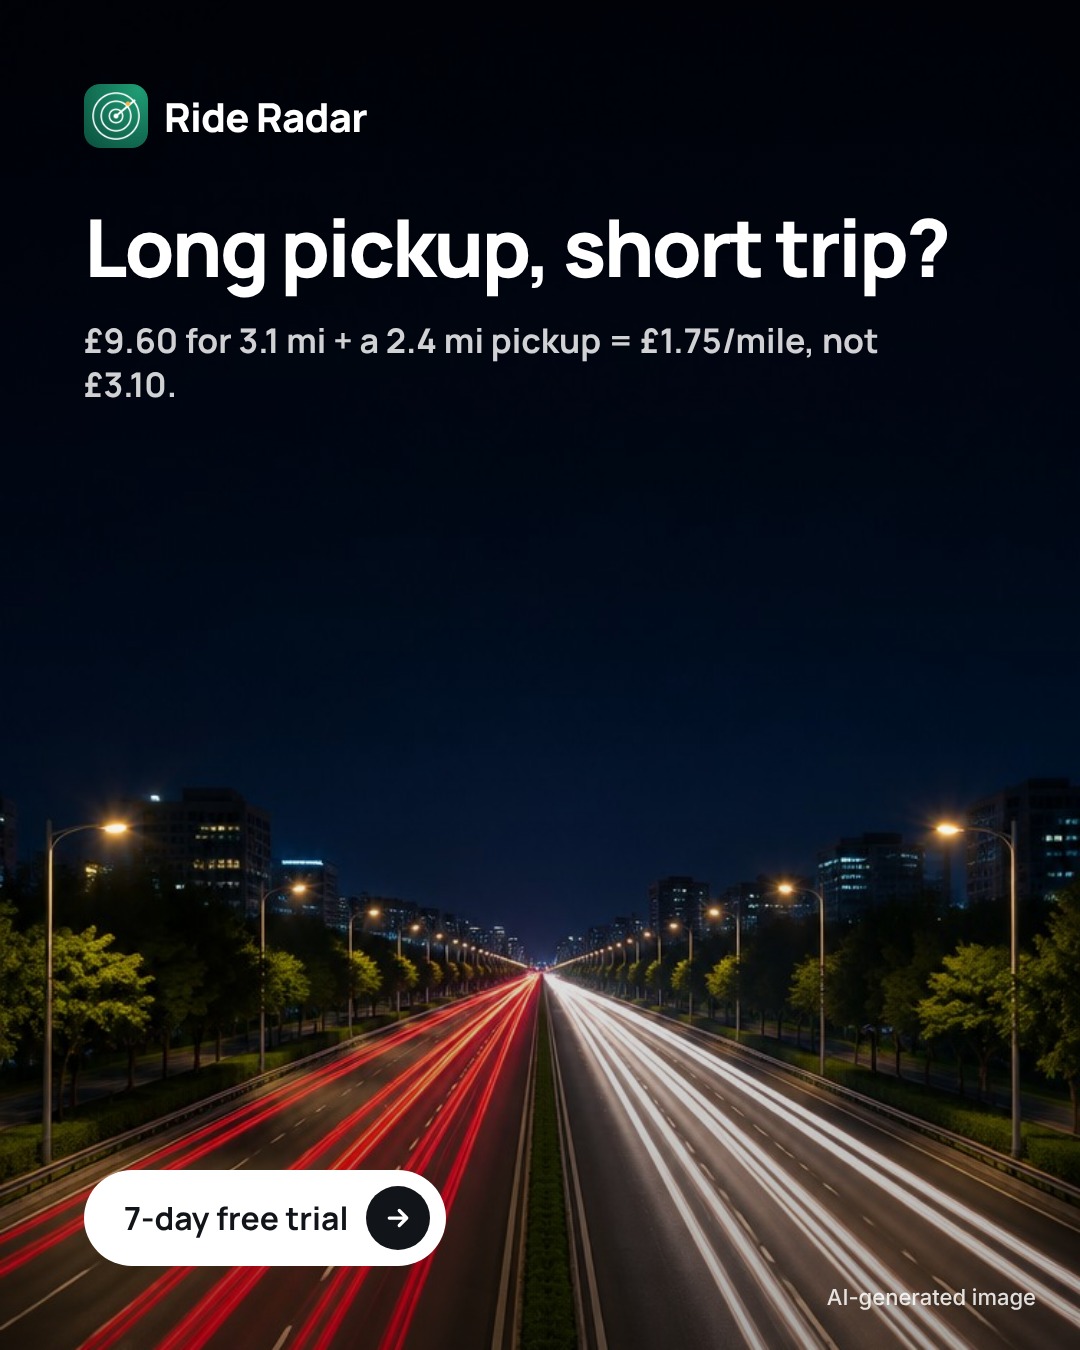 Ride Radar
Long pickup, short trip?
£9.60 for 3.1 mi + a 2.4 mi pickup = £1.75/mile, not
£3.10.
7-day free trial
AI-generated image